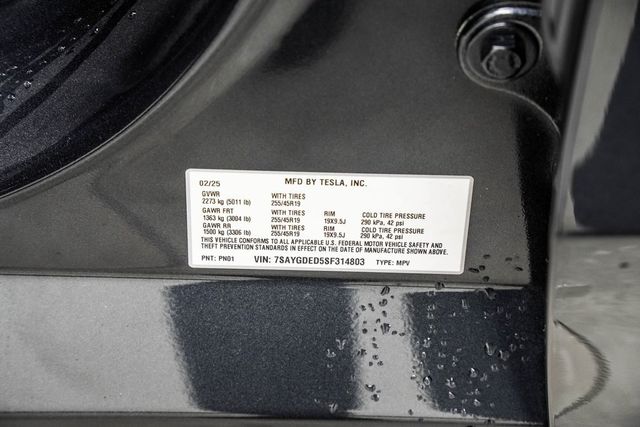 02/25 MFD BY TESLA, INC.
GVWR WITH TIRES
2273 kg (5011 lb) 255/45R19
GAWR FRT WITH TIRES RIM COLD TIRE PRESSURE
1363 kg (3004 lb) 255/45R19 19X9.5J 290 kPa, 42 psi
GAWR RR WITH TIRES RIM COLD TIRE PRESSURE
1500 kg (3306 lb) 255/45R19 19X9.5J 290 kPa, 42 psi
THIS VEHICLE CONFORMS TO ALL APPLICABLE U.S. FEDERAL MOTOR VEHICLE SAFETY AND
THEFT PREVENTION STANDARDS IN EFFECT ON THE DATE OF MANUFACTURE SHOWN ABOVE.
PNT: PN01 VIN: 7SAYGDED5SF314803 TYPE: MPV